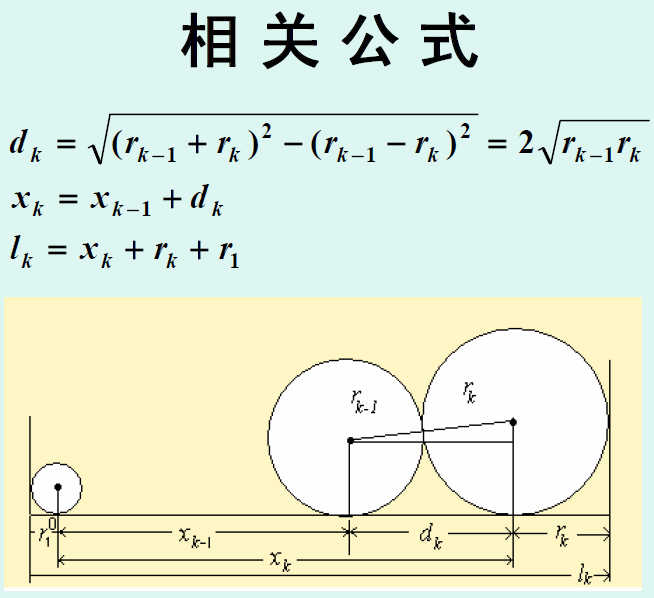 相关公式
d_k = √((r_{k-1} + r_k)² − (r_{k-1} − r_k)²) = 2√(r_{k-1}r_k)
x_k = x_{k-1} + d_k
l_k = x_k + r_k + r_1
r_{k-1}
r_k
0
r_1
x_{k-1}
d_k
r_k
x_k
l_k